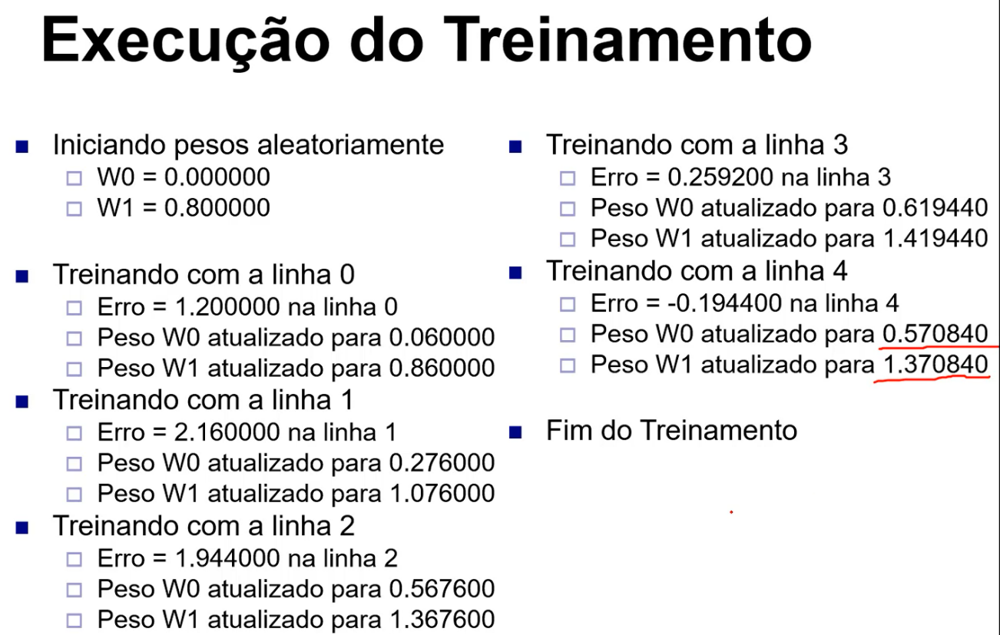 Execução do Treinamento
Iniciando pesos aleatoriamente
W0 = 0.000000
W1 = 0.800000
Treinando com a linha 0
Erro = 1.200000 na linha 0
Peso W0 atualizado para 0.060000
Peso W1 atualizado para 0.860000
Treinando com a linha 1
Erro = 2.160000 na linha 1
Peso W0 atualizado para 0.276000
Peso W1 atualizado para 1.076000
Treinando com a linha 2
Erro = 1.944000 na linha 2
Peso W0 atualizado para 0.567600
Peso W1 atualizado para 1.367600
Treinando com a linha 3
Erro = 0.259200 na linha 3
Peso W0 atualizado para 0.619440
Peso W1 atualizado para 1.419440
Treinando com a linha 4
Erro = -0.194400 na linha 4
Peso W0 atualizado para 0.570840
Peso W1 atualizado para 1.370840
Fim do Treinamento